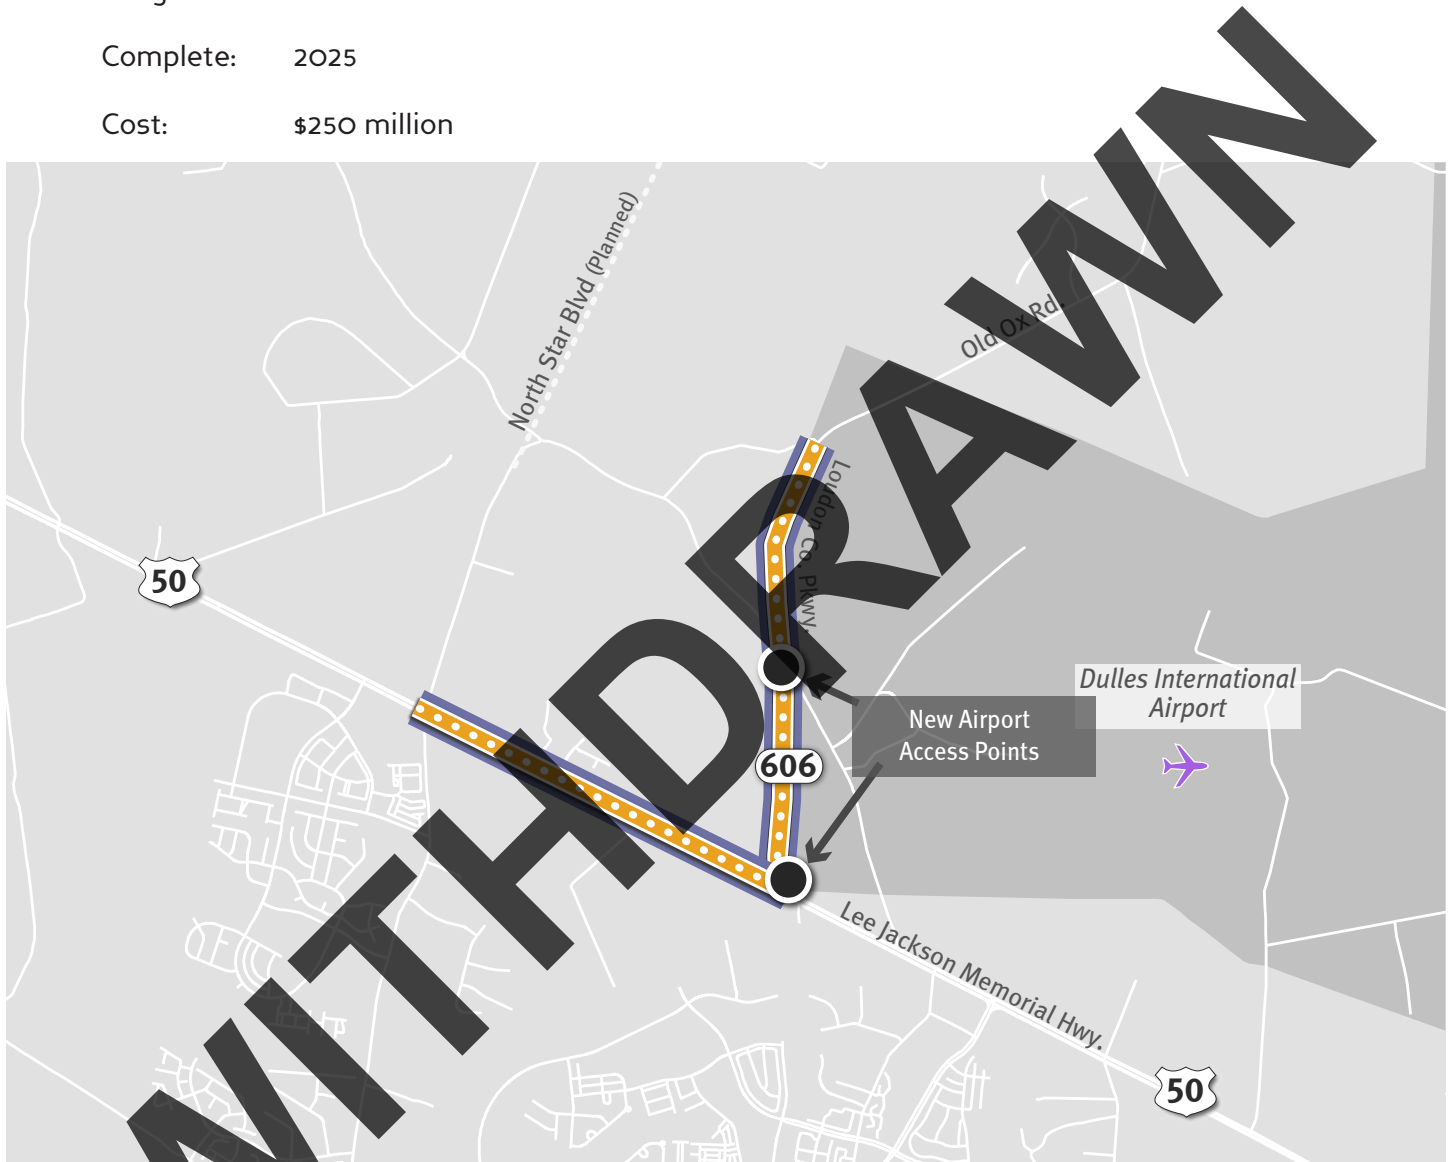 Complete: 2025
Cost: $250 million
North Star Blvd (Planned)
Old Ox Rd.
Loudon Co. Pkwy.
50
Dulles International
Airport
New Airport
Access Points
606
Lee Jackson Memorial Hwy.
50
WITHDRAWN